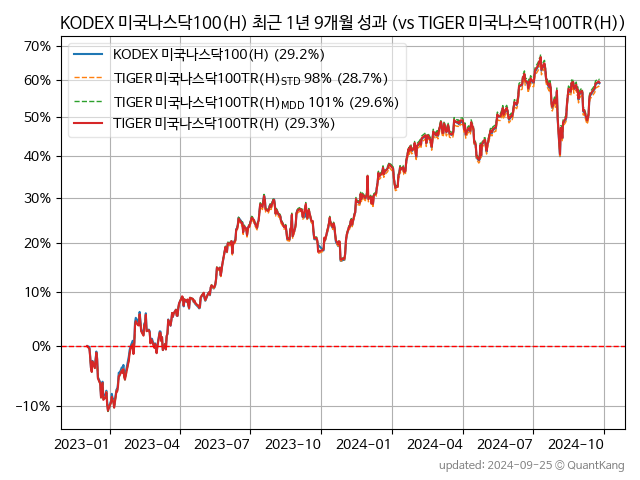 KODEX 미국나스닥100(H) 최근 1년 9개월 성과 (vs TIGER 미국나스닥100TR(H))
70%
60%
50%
40%
30%
20%
10%
0%
−10%
KODEX 미국나스닥100(H) (29.2%)
TIGER 미국나스닥100TR(H)STD 98% (28.7%)
TIGER 미국나스닥100TR(H)MDD 101% (29.6%)
TIGER 미국나스닥100TR(H) (29.3%)
2023-01 2023-04 2023-07 2023-10 2024-01 2024-04 2024-07 2024-10
updated: 2024-09-25 © QuantKang